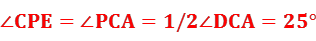 ∠CPE = ∠PCA = 1/2∠DCA = 25°